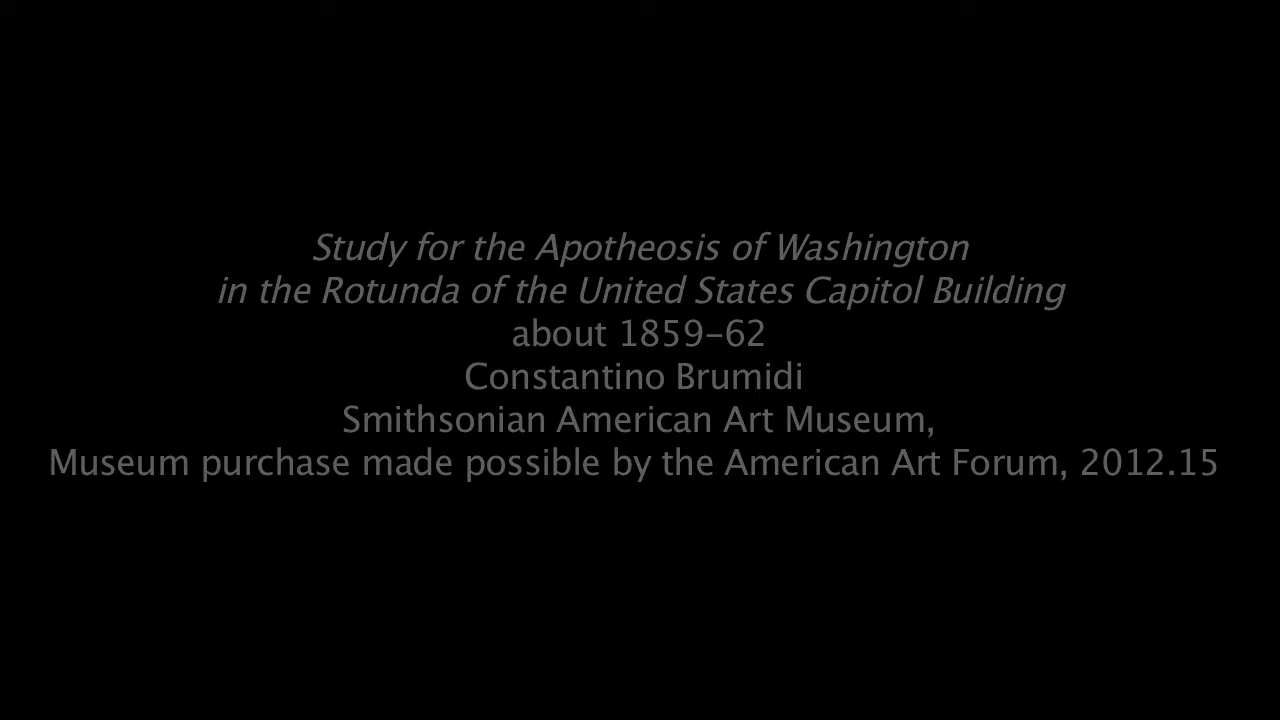 Study for the Apotheosis of Washington
in the Rotunda of the United States Capitol Building
about 1859–62
Constantino Brumidi
Smithsonian American Art Museum,
Museum purchase made possible by the American Art Forum, 2012.15